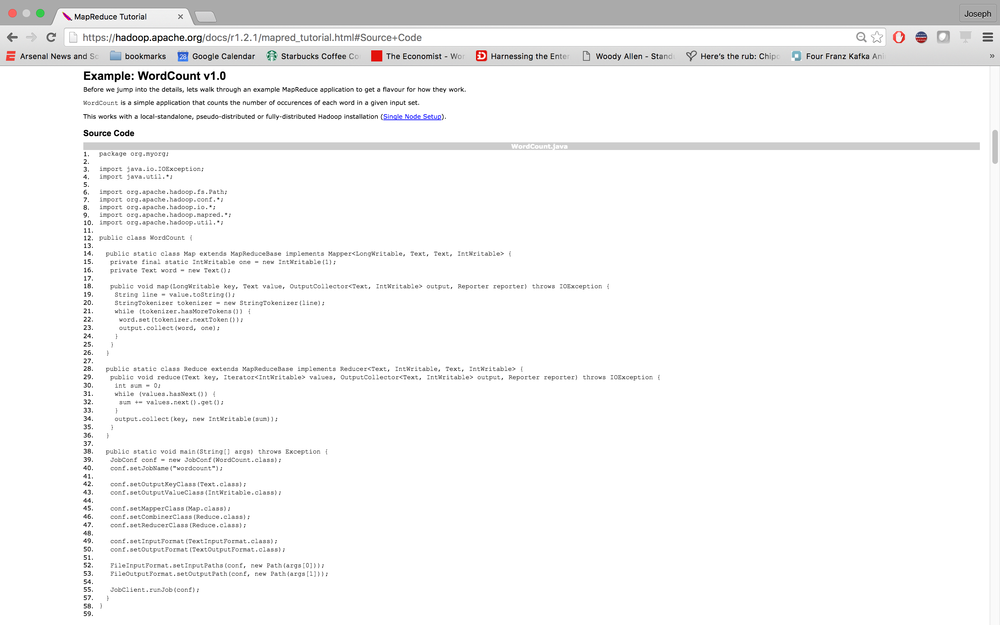 MapReduce Tutorial
Joseph
https://hadoop.apache.org/docs/r1.2.1/mapred_tutorial.html#Source+Code
DRUMPF
Arsenal News and Sc
bookmarks
28
Google Calendar
Starbucks Coffee Co
The Economist - Wor
iD
Harnessing the Enter
Woody Allen - Stand
Here's the rub: Chipo
Four Franz Kafka Ani
»
Example: WordCount v1.0
Before we jump into the details, lets walk through an example MapReduce application to get a flavour for how they work.
WordCount is a simple application that counts the number of occurences of each word in a given input set.
This works with a local-standalone, pseudo-distributed or fully-distributed Hadoop installation (Single Node Setup).
Source Code
WordCount.java
1. package org.myorg;
2.
3. import java.io.IOException;
4. import java.util.*;
5.
6. import org.apache.hadoop.fs.Path;
7. import org.apache.hadoop.conf.*;
8. import org.apache.hadoop.io.*;
9. import org.apache.hadoop.mapred.*;
10. import org.apache.hadoop.util.*;
11.
12. public class WordCount {
13.
14. public static class Map extends MapReduceBase implements Mapper<LongWritable, Text, Text, IntWritable> {
15. private final static IntWritable one = new IntWritable(1);
16. private Text word = new Text();
17.
18. public void map(LongWritable key, Text value, OutputCollector<Text, IntWritable> output, Reporter reporter) throws IOException {
19. String line = value.toString();
20. StringTokenizer tokenizer = new StringTokenizer(line);
21. while (tokenizer.hasMoreTokens()) {
22. word.set(tokenizer.nextToken());
23. output.collect(word, one);
24. }
25. }
26. }
27.
28. public static class Reduce extends MapReduceBase implements Reducer<Text, IntWritable, Text, IntWritable> {
29. public void reduce(Text key, Iterator<IntWritable> values, OutputCollector<Text, IntWritable> output, Reporter reporter) throws IOException {
30. int sum = 0;
31. while (values.hasNext()) {
32. sum += values.next().get();
33. }
34. output.collect(key, new IntWritable(sum));
35. }
36. }
37.
38. public static void main(String[] args) throws Exception {
39. JobConf conf = new JobConf(WordCount.class);
40. conf.setJobName("wordcount");
41.
42. conf.setOutputKeyClass(Text.class);
43. conf.setOutputValueClass(IntWritable.class);
44.
45. conf.setMapperClass(Map.class);
46. conf.setCombinerClass(Reduce.class);
47. conf.setReducerClass(Reduce.class);
48.
49. conf.setInputFormat(TextInputFormat.class);
50. conf.setOutputFormat(TextOutputFormat.class);
51.
52. FileInputFormat.setInputPaths(conf, new Path(args[0]));
53. FileOutputFormat.setOutputPath(conf, new Path(args[1]));
54.
55. JobClient.runJob(conf);
57. }
58. }
59.